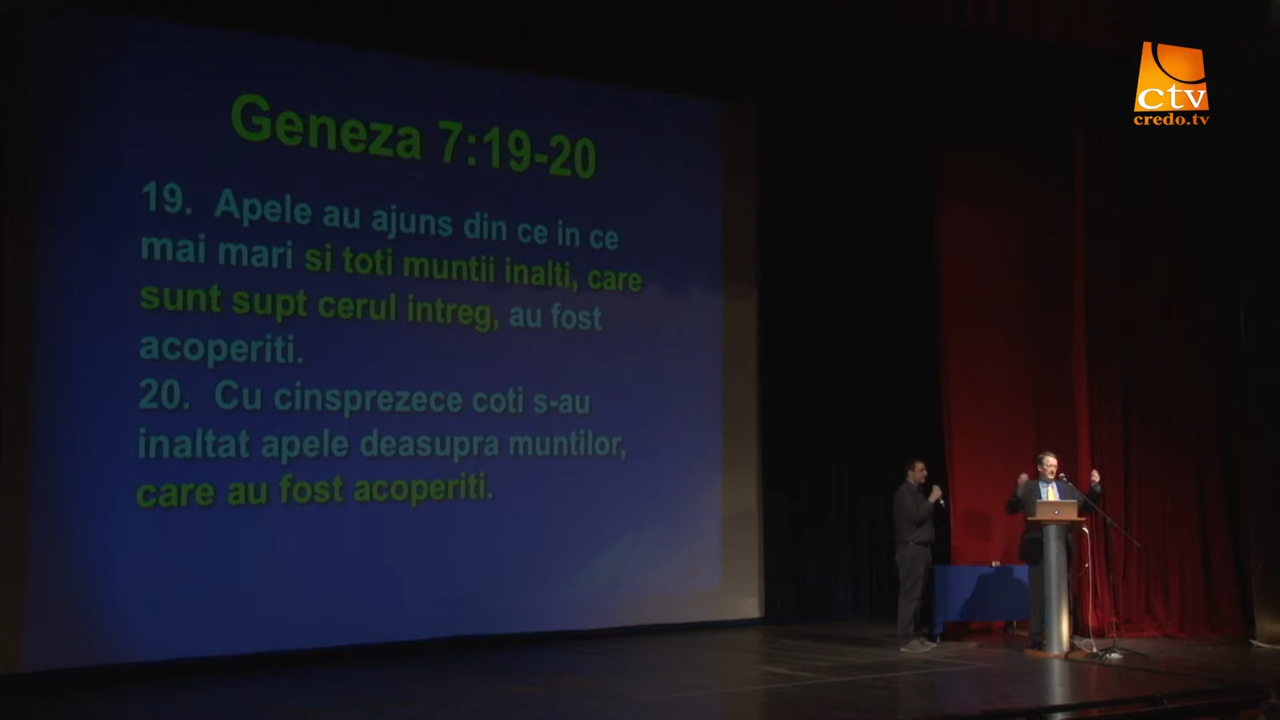 Geneza 7:19-20
19. Apele au ajuns din ce in ce
mai mari si toti muntii inalti, care
sunt supt cerul intreg, au fost
acoperiti.
20. Cu cinsprezece coti s-au
inaltat apele deasupra muntilor,
care au fost acoperiti.
ctv
credo.tv